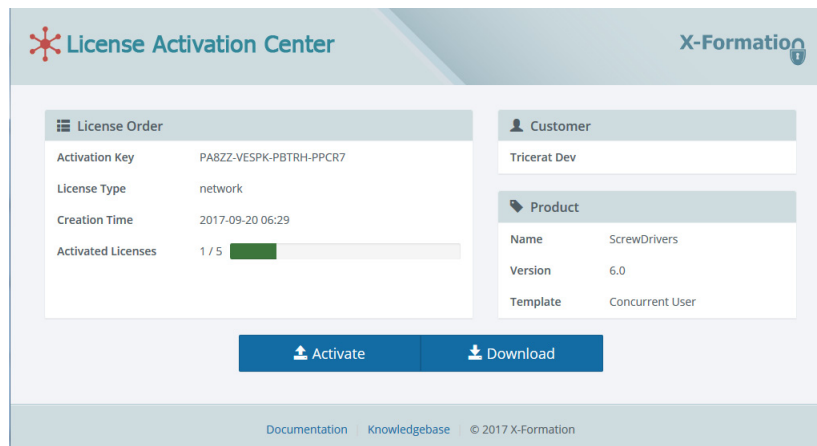 License Activation Center
X-Formation
License Order
Activation Key PA8ZZ-VESPK-PBTRH-PPCR7
License Type network
Creation Time 2017-09-20 06:29
Activated Licenses 1 / 5
Customer
Tricerat Dev
Product
Name ScrewDrivers
Version 6.0
Template Concurrent User
Activate
Download
Documentation Knowledgebase © 2017 X-Formation